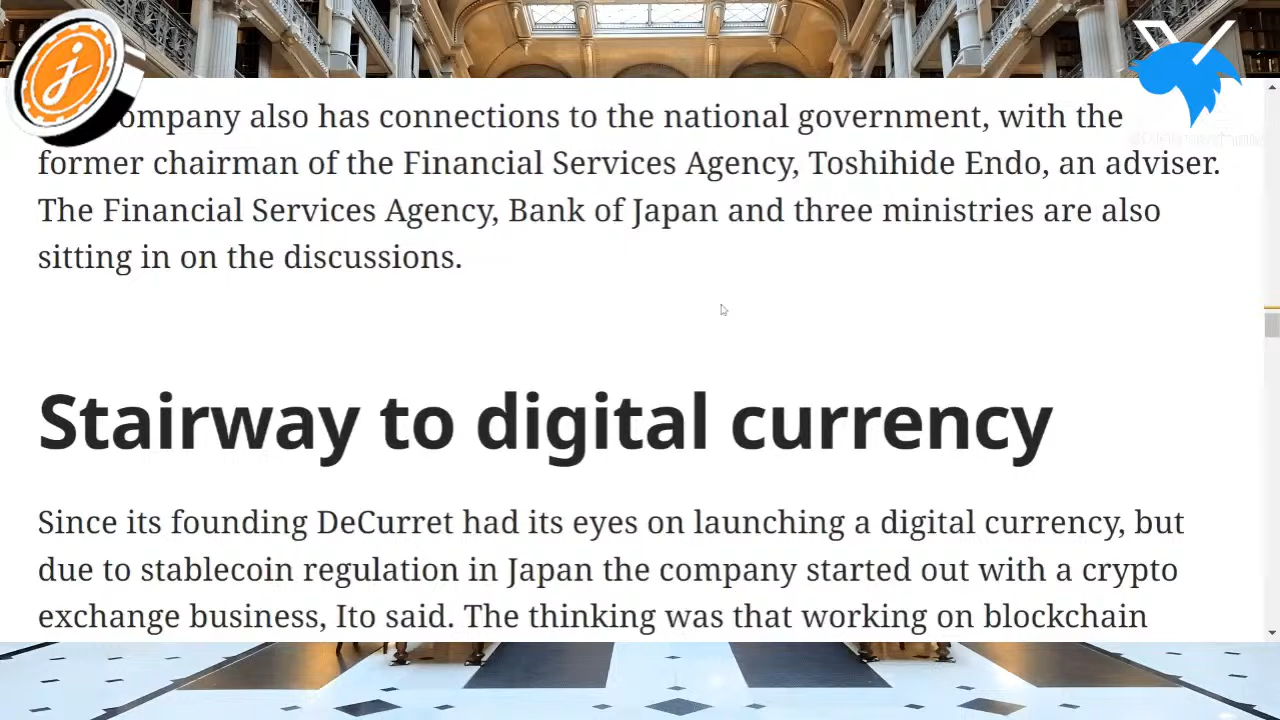 ompany also has connections to the national government, with the
former chairman of the Financial Services Agency, Toshihide Endo, an adviser.
The Financial Services Agency, Bank of Japan and three ministries are also
sitting in on the discussions.
Stairway to digital currency
Since its founding DeCurret had its eyes on launching a digital currency, but
due to stablecoin regulation in Japan the company started out with a crypto
exchange business, Ito said. The thinking was that working on blockchain